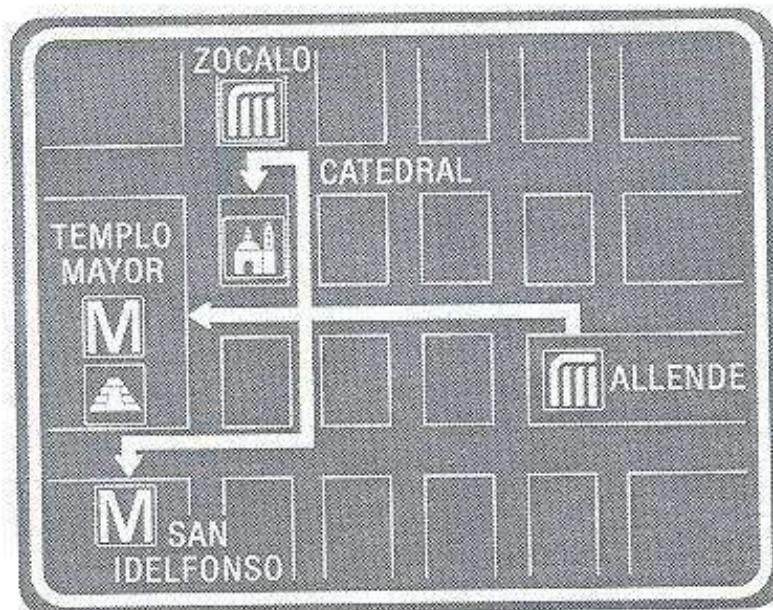 ZOCALO
CATEDRAL
TEMPLO
MAYOR
M
ALLENDE
M
SAN
IDELFONSO